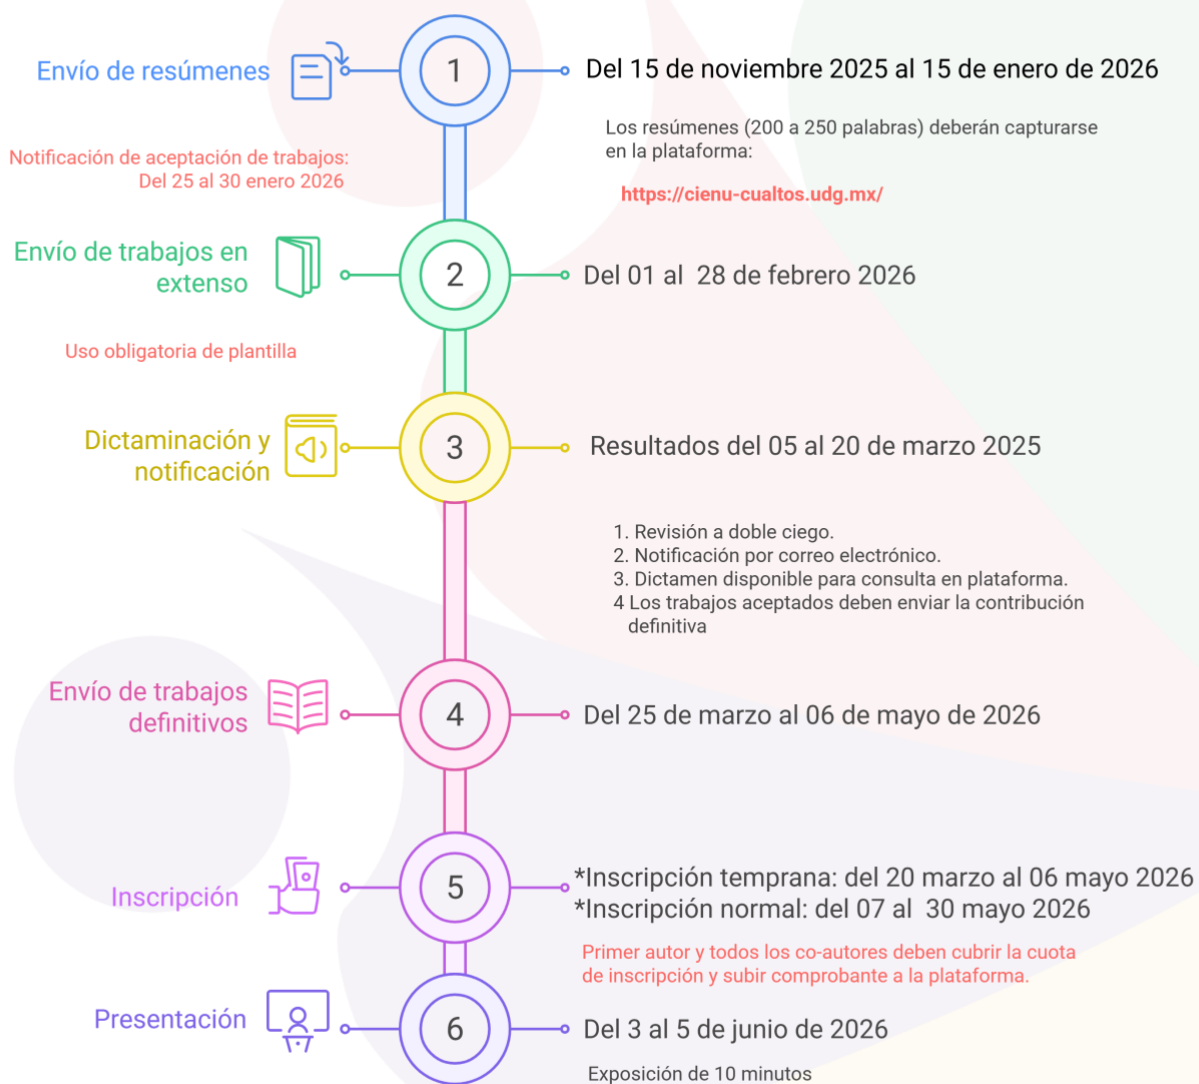 Envío de resúmenes
1
Del 15 de noviembre 2025 al 15 de enero de 2026
Los resúmenes (200 a 250 palabras) deberán capturarse
en la plataforma:
https://cienu-cualtos.udg.mx/
Notificación de aceptación de trabajos:
Del 25 al 30 enero 2026
Envío de trabajos en
extenso
2
Del 01 al 28 de febrero 2026
Uso obligatoria de plantilla
Dictaminación y
notificación
3
Resultados del 05 al 20 de marzo 2025
1. Revisión a doble ciego.
2. Notificación por correo electrónico.
3. Dictamen disponible para consulta en plataforma.
4 Los trabajos aceptados deben enviar la contribución
definitiva
Envío de trabajos
definitivos
4
Del 25 de marzo al 06 de mayo de 2026
Inscripción
5
*Inscripción temprana: del 20 marzo al 06 mayo 2026
*Inscripción normal: del 07 al 30 mayo 2026
Primer autor y todos los co-autores deben cubrir la cuota
de inscripción y subir comprobante a la plataforma.
Presentación
6
Del 3 al 5 de junio de 2026
Exposición de 10 minutos